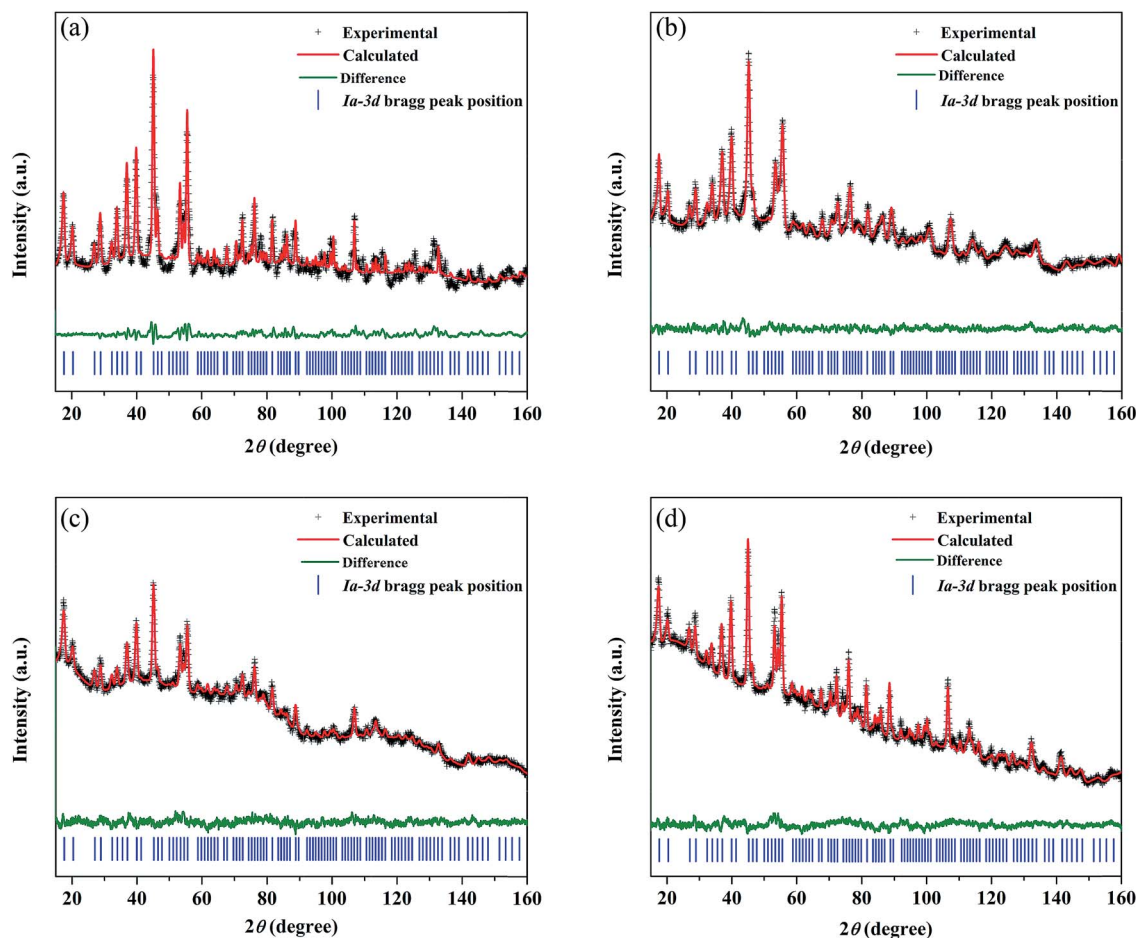 (a)
Experimental
Calculated
Difference
Ia-3d bragg peak position
Intensity (a.u.)
20 40 60 80 100 120 140 160
2θ (degree)
(b)
Experimental
Calculated
Difference
Ia-3d bragg peak position
Intensity (a.u.)
20 40 60 80 100 120 140 160
2θ (degree)
(c)
Experimental
Calculated
Difference
Ia-3d bragg peak position
Intensity (a.u.)
20 40 60 80 100 120 140 160
2θ (degree)
(d)
Experimental
Calculated
Difference
Ia-3d bragg peak position
Intensity (a.u.)
20 40 60 80 100 120 140 160
2θ (degree)